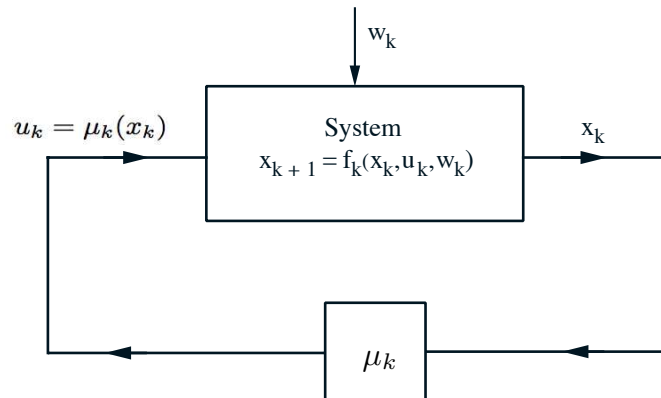 w_k
u_k = μ_k(x_k)
System
x_k
x_{k + 1} = f_k(x_k,u_k,w_k)
μ_k